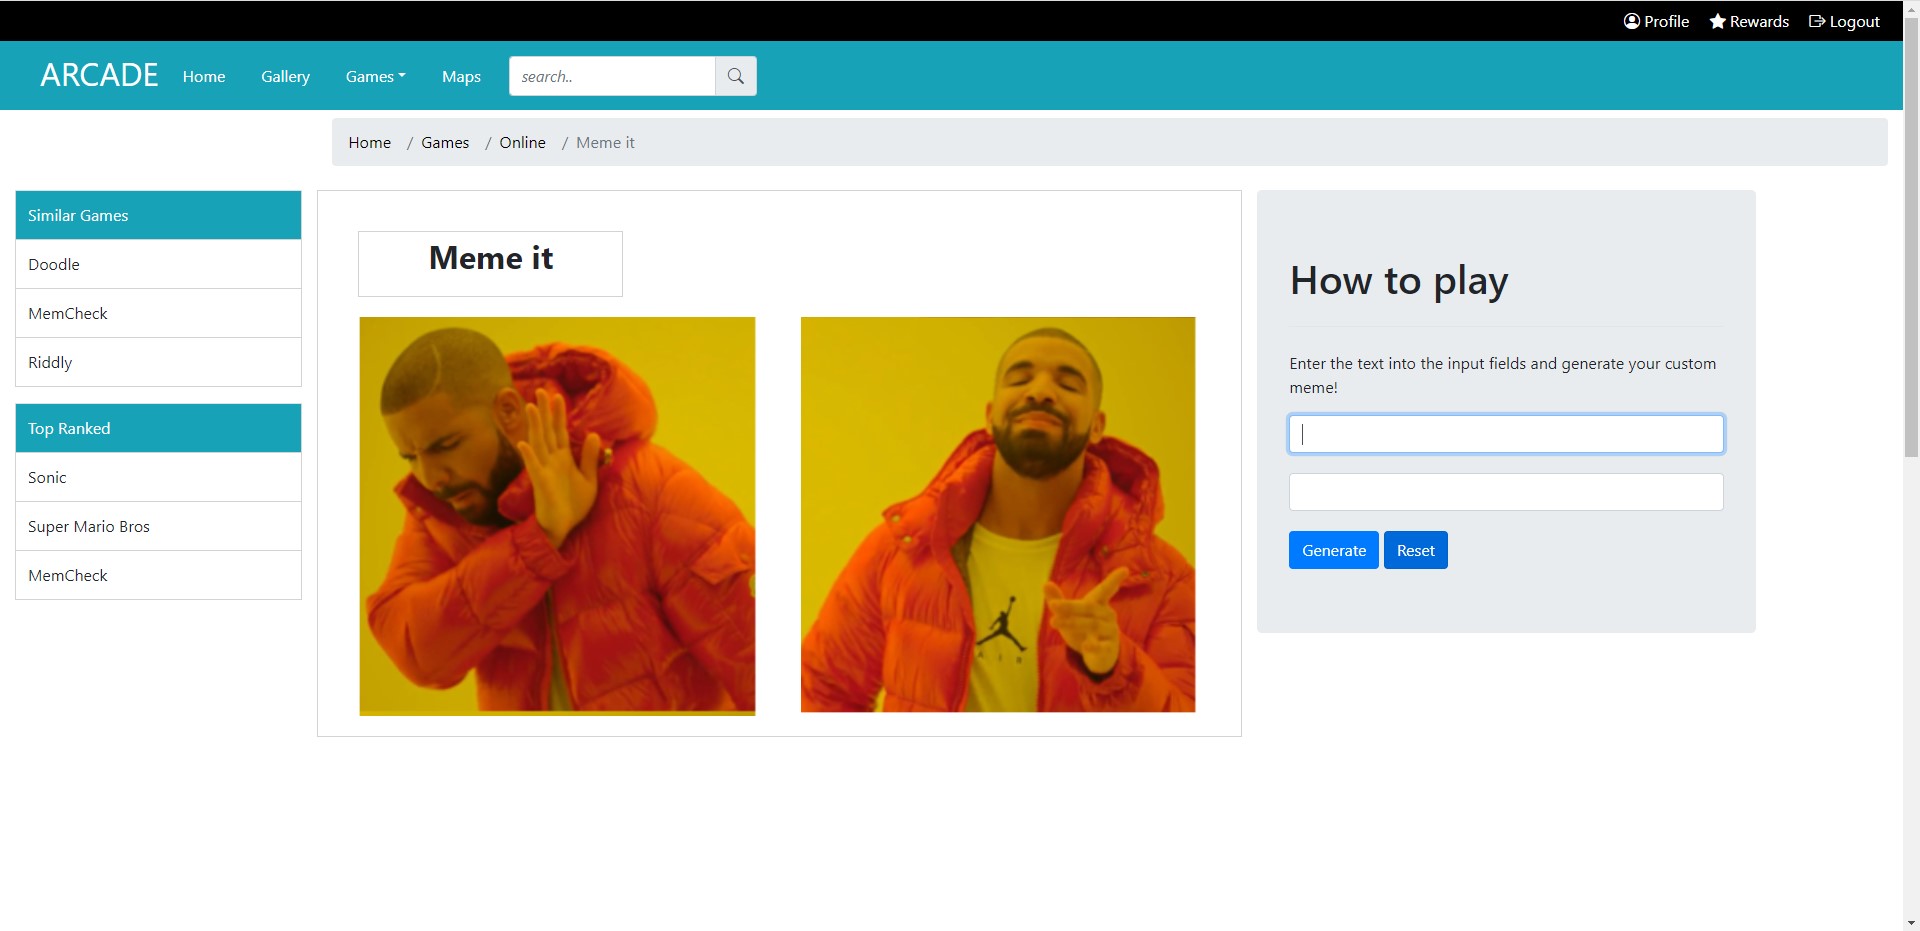 Profile Rewards Logout
ARCADE Home Gallery Games Maps search..
Home / Games / Online / Meme it
Similar Games
Doodle
MemCheck
Riddly
Top Ranked
Sonic
Super Mario Bros
MemCheck
Meme it
AIR
How to play
Enter the text into the input fields and generate your custom
meme!
Generate Reset